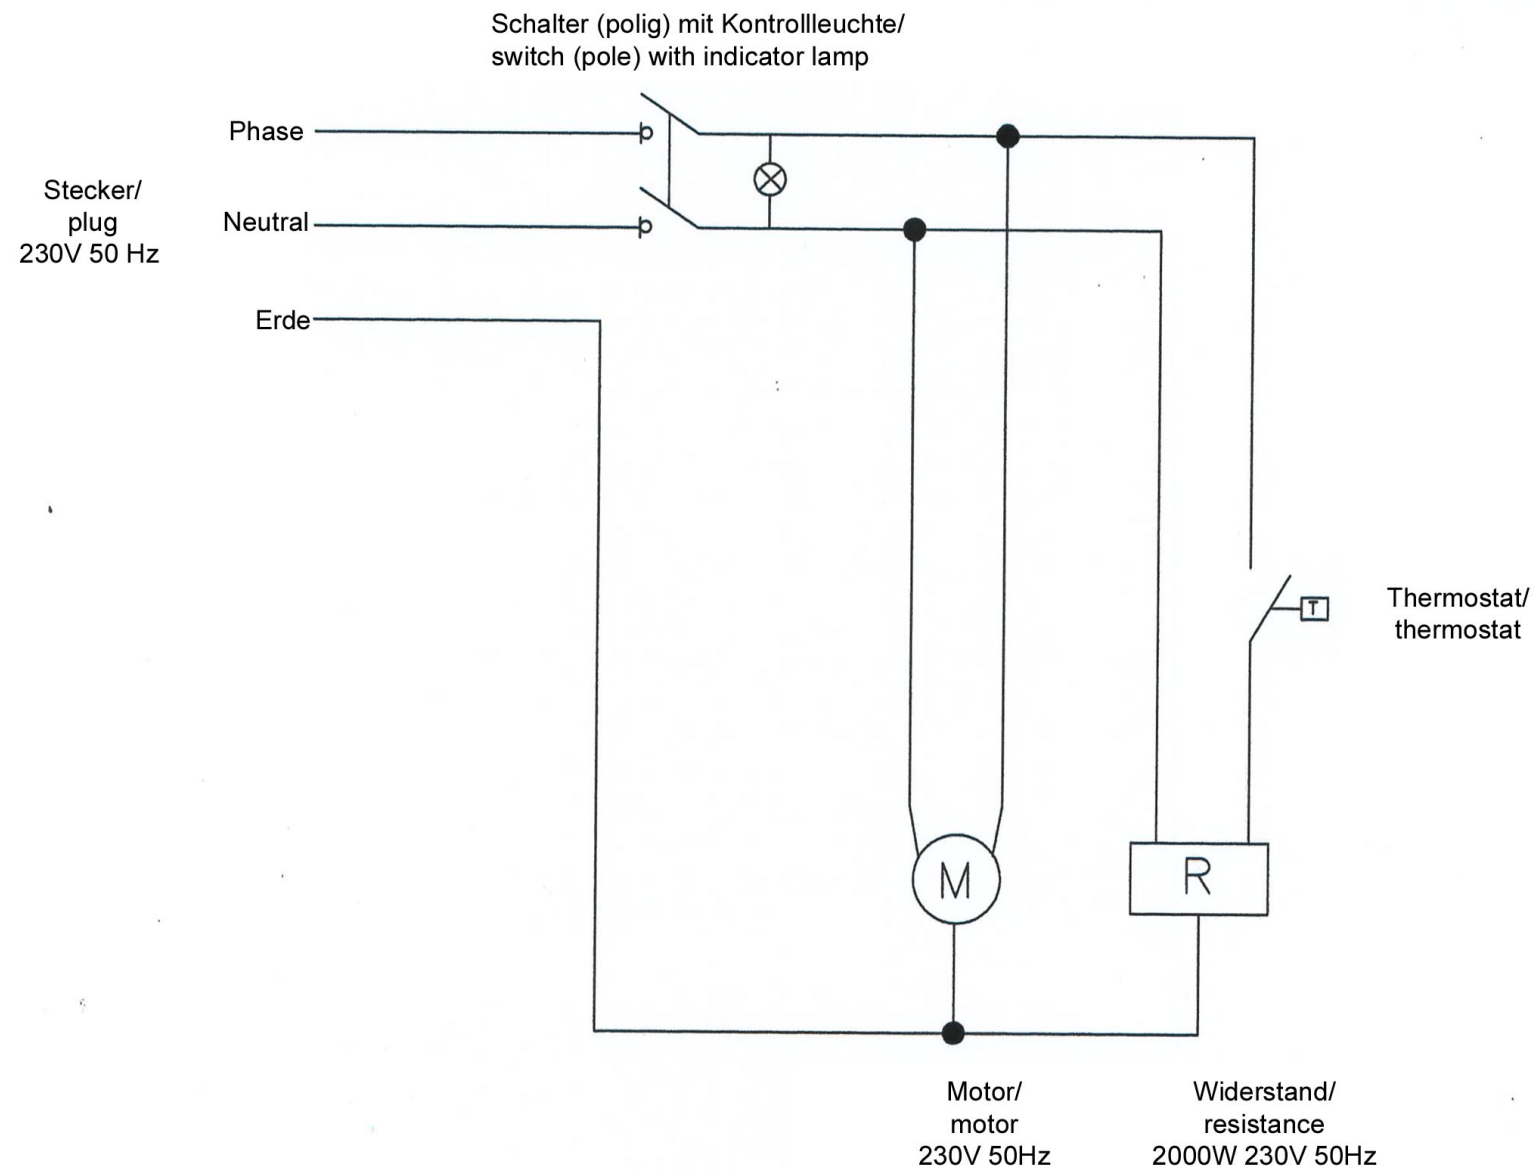 Schalter (polig) mit Kontrollleuchte/
switch (pole) with indicator lamp
Phase
Stecker/
plug
230V 50 Hz
Neutral
Erde
T
Thermostat/
thermostat
M
R
Motor/
motor
230V 50Hz
Widerstand/
resistance
2000W 230V 50Hz